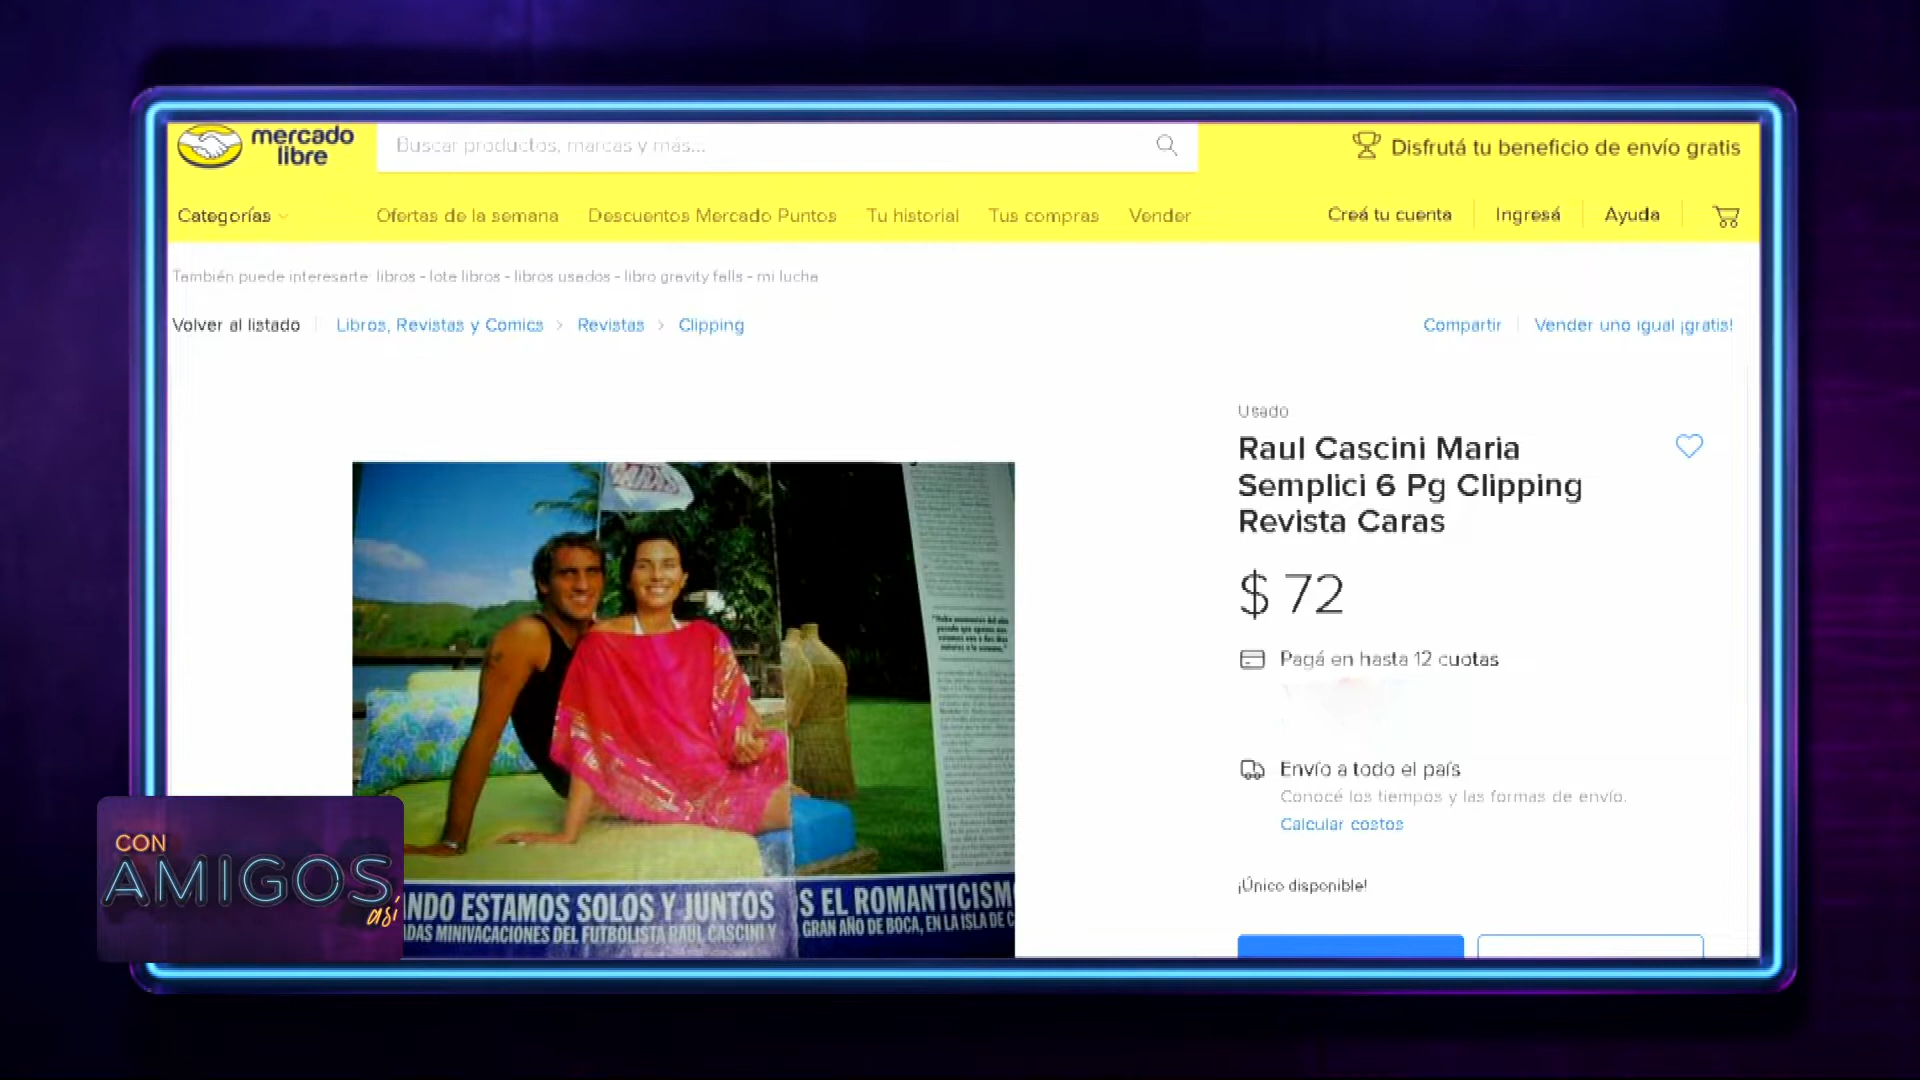 mercado
libre
Buscar productos, marcas y más...
Disfrutá tu beneficio de envío gratis
Categorías
Ofertas de la semana
Descuentos Mercado Puntos
Tu historial
Tus compras
Vender
Creá tu cuenta
Ingresá
Ayuda
También puede interesarte: libros - lote libros - libros usados - libro gravity falls - mi lucha
Volver al listado
Libros, Revistas y Comics > Revistas > Clipping
Compartir
Vender uno igual ¡gratis!
Usado
Raul Cascini Maria
Semplici 6 Pg Clipping
Revista Caras
$ 72
Pagá en hasta 12 cuotas
Envío a todo el país
Conocé los tiempos y las formas de envío.
Calcular costos
¡Único disponible!
CARAS
NDO ESTAMOS SOLOS Y JUNTOS
S EL ROMANTICISM
DAS MINIVACACIONES DEL FUTBOLISTA RAUL CASCINI Y
GRAN AÑO DE BOCA, EN LA ISLA DE C
CON
AMIGOS
así